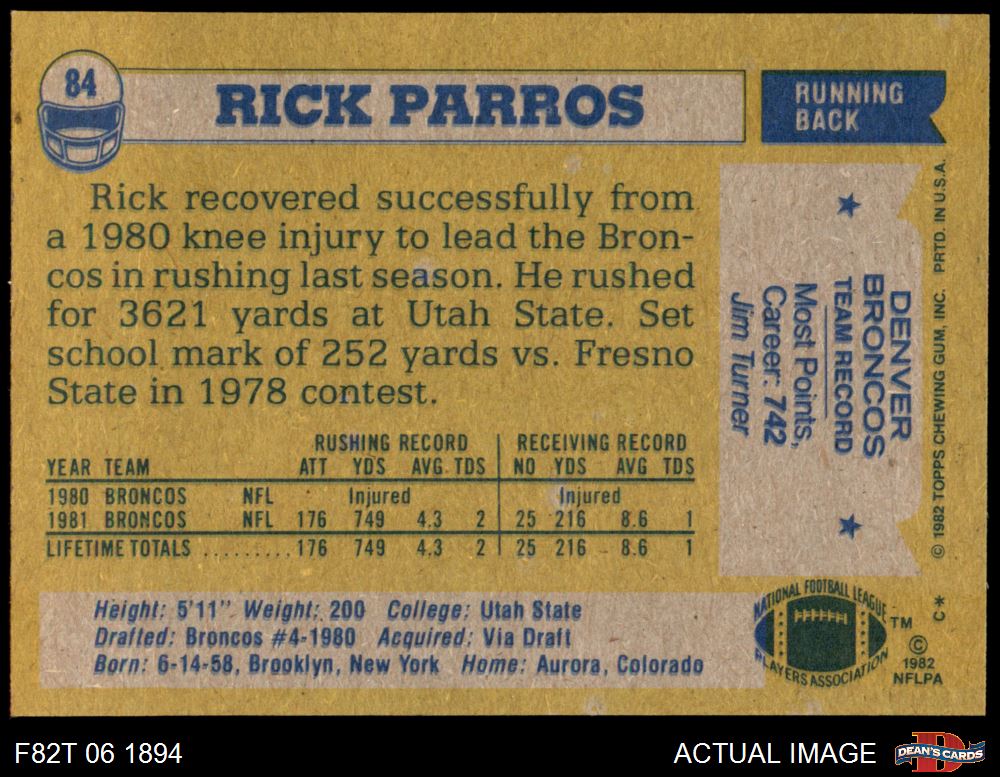 84
RICK PARROS
RUNNING
BACK
Rick recovered successfully from
a 1980 knee injury to lead the Bron-
cos in rushing last season. He rushed
for 3621 yards at Utah State. Set
school mark of 252 yards vs. Fresno
State in 1978 contest.
RUSHING RECORD RECEIVING RECORD
YEAR TEAM ATT YDS AVG TDS NO YDS AVG TDS
1980 BRONCOS NFL Injured Injured
1981 BRONCOS NFL 176 749 4.3 2 25 216 8.6 1
LIFETIME TOTALS ......... 176 749 4.3 2 25 216 8.6 1
Height: 5'11" Weight: 200 College: Utah State
Drafted: Broncos #4-1980 Acquired: Via Draft
Born: 6-14-58, Brooklyn, New York Home: Aurora, Colorado
DENVER
BRONCOS
TEAM RECORD
Most Points,
Career: 742
Jim Turner
© 1982 TOPPS CHEWING GUM, INC. PRTD. IN U.S.A.
C*
NATIONAL FOOTBALL LEAGUE
PLAYERS ASSOCIATION
TM
©
1982
NFLPA
F82T 06 1894
ACTUAL IMAGE
D
DEAN'S CARDS